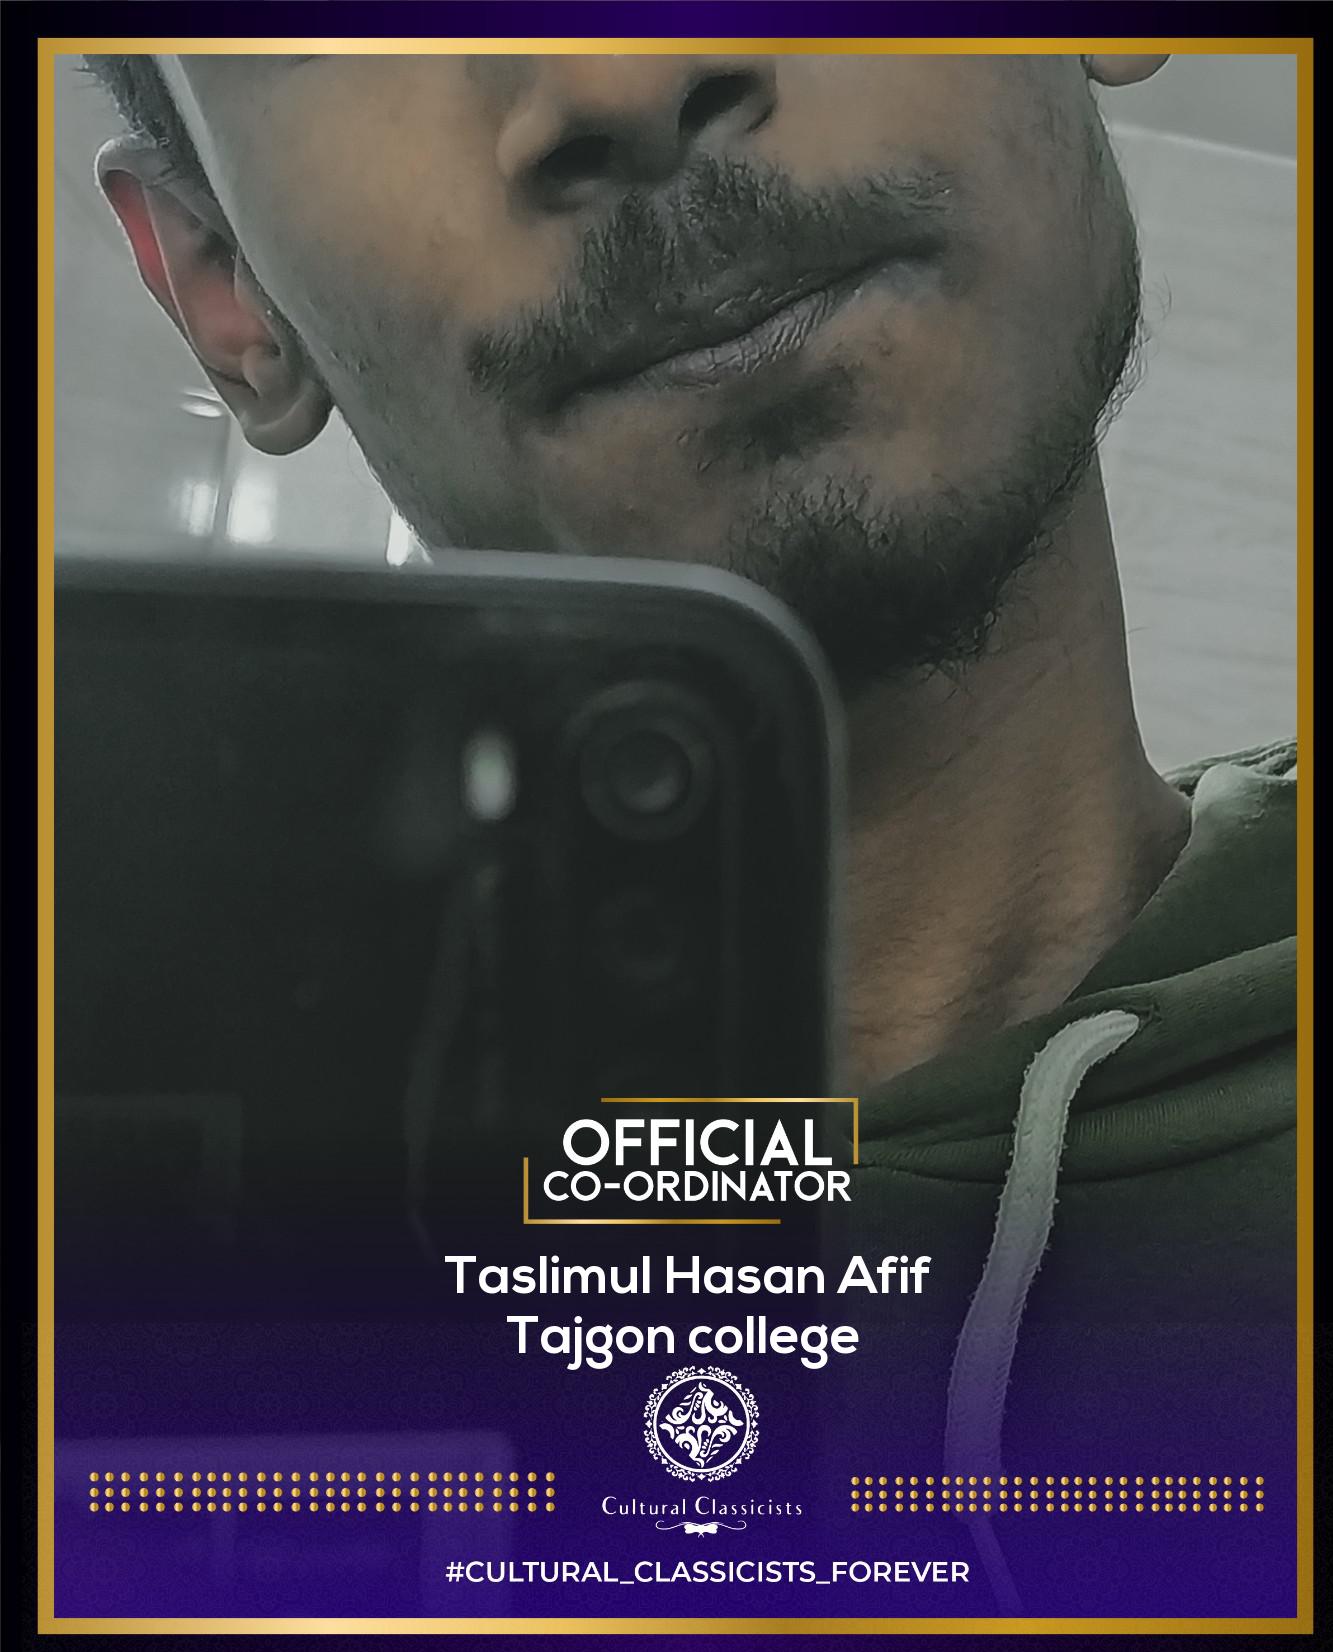 OFFICIAL
CO-ORDINATOR
Taslimul Hasan Afif
Tajgon college
Cultural Classicists
#CULTURAL_CLASSICISTS_FOREVER